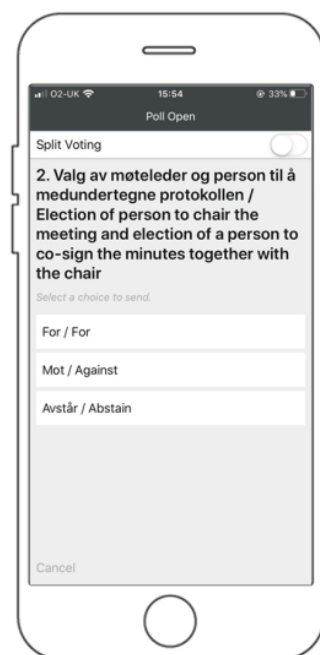 O2-UK 15:54 33%
Poll Open
Split Voting
2. Valg av møteleder og person til å
medundertegne protokollen /
Election of person to chair the
meeting and election of a person to
co-sign the minutes together with
the chair
Select a choice to send.
For / For
Mot / Against
Avstår / Abstain
Cancel